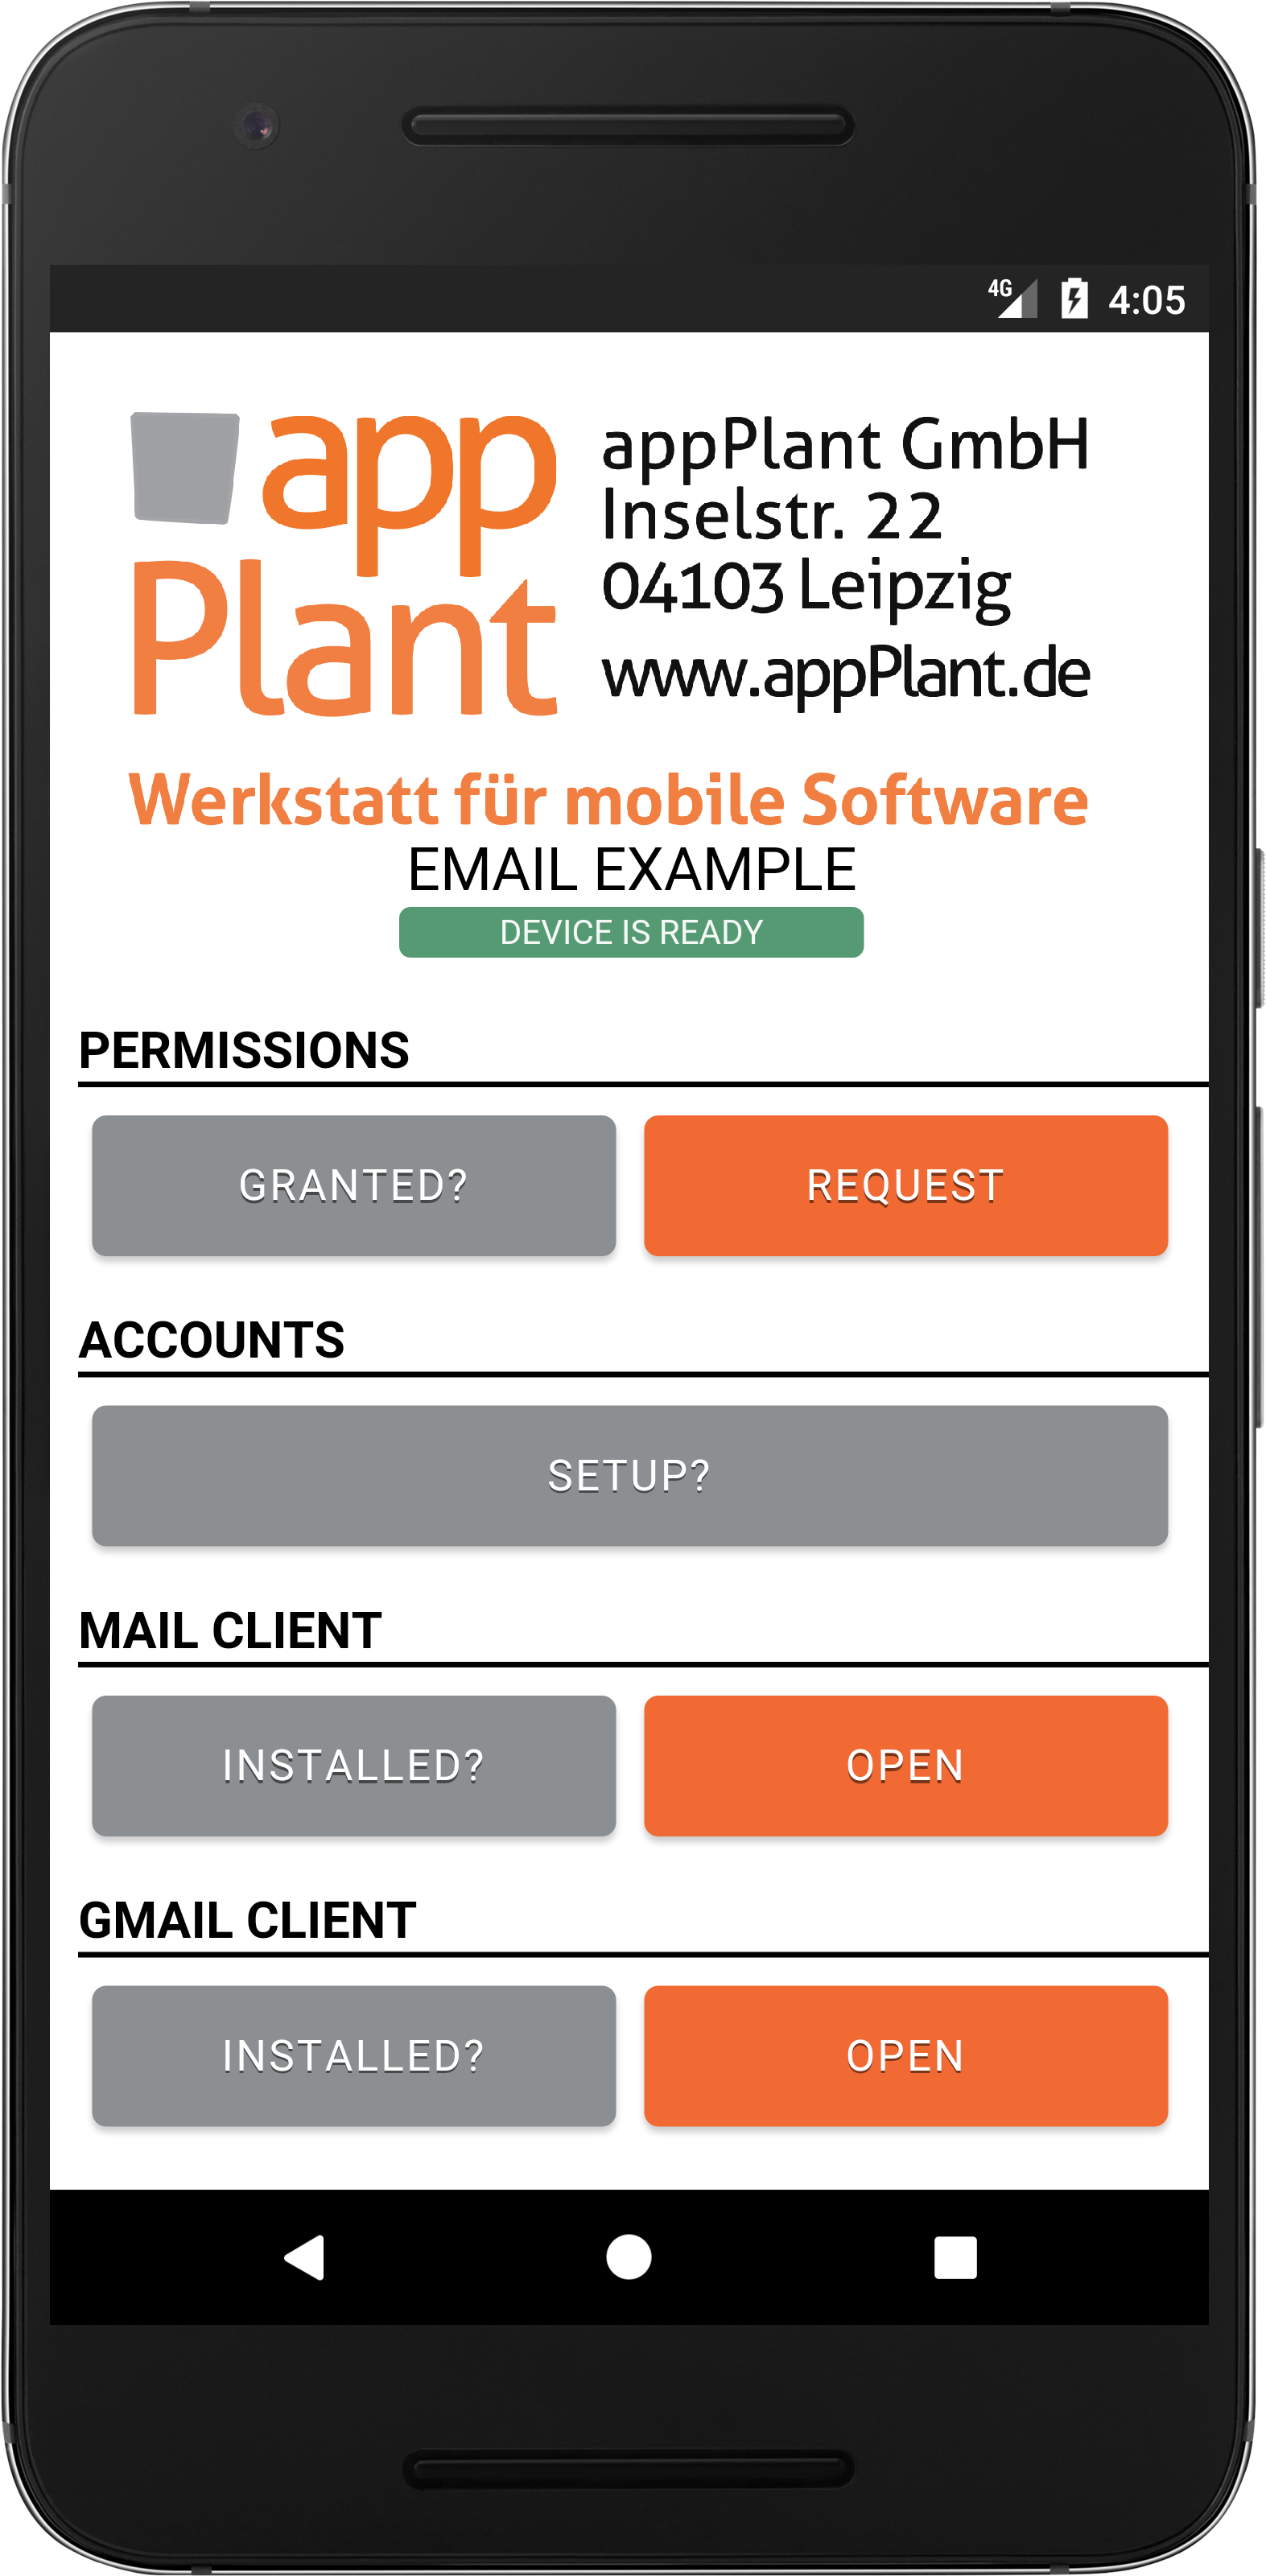 4G 4:05
app
Plant
appPlant GmbH
Inselstr. 22
04103 Leipzig
www.appPlant.de
Werkstatt für mobile Software
EMAIL EXAMPLE
DEVICE IS READY
PERMISSIONS
GRANTED? REQUEST
ACCOUNTS
SETUP?
MAIL CLIENT
INSTALLED? OPEN
GMAIL CLIENT
INSTALLED? OPEN